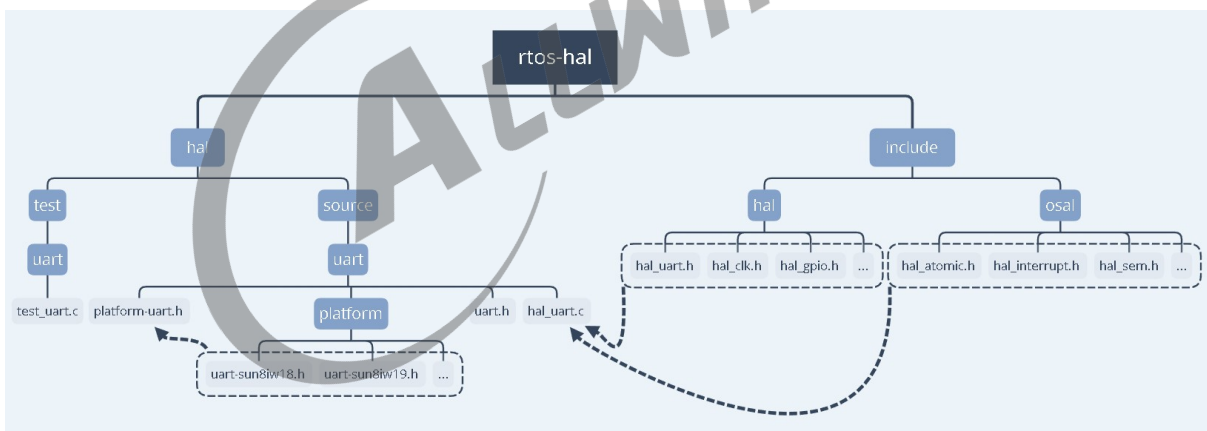 rtos-hal
hal
include
test
source
hal
osal
uart
uart
hal_uart.h hal_clk.h hal_gpio.h ...
hal_atomic.h hal_interrupt.h hal_sem.h ...
test_uart.c platform-uart.h platform uart.h hal_uart.c
uart-sun8iw18.h uart-sun8iw19.h ...